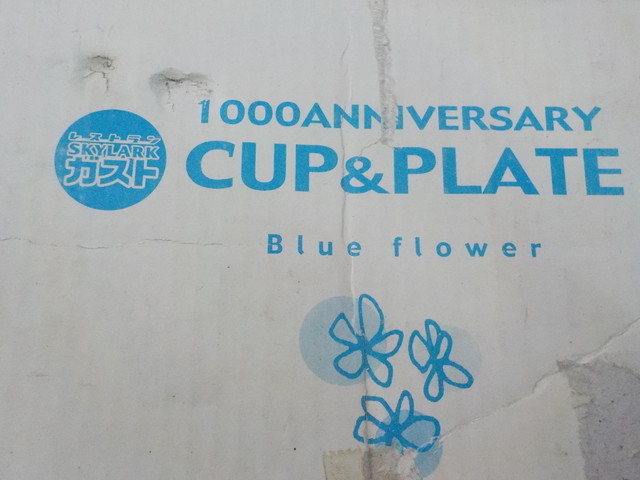 レストラン
SKYLARK
ガスト
1000ANNIVERSARY
CUP&PLATE
Blue flower